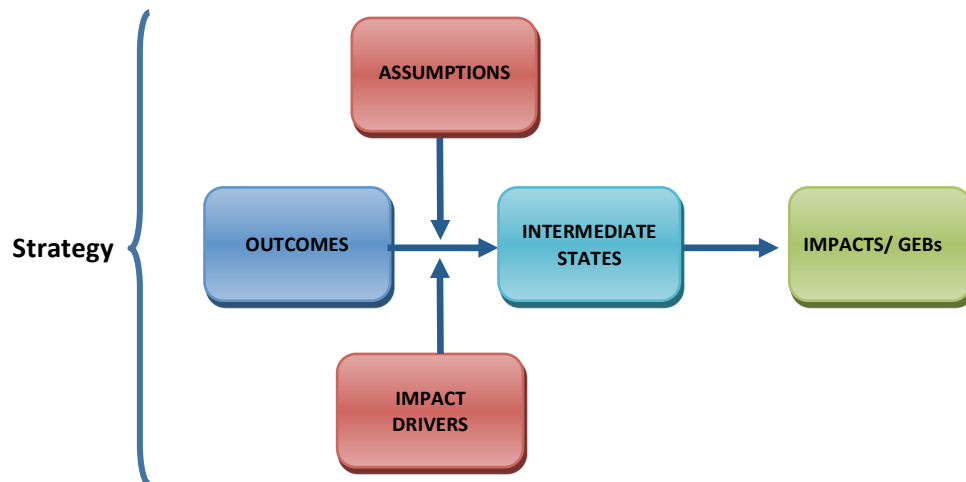 ASSUMPTIONS
Strategy
OUTCOMES
INTERMEDIATE
STATES
IMPACTS/ GEBs
IMPACT
DRIVERS